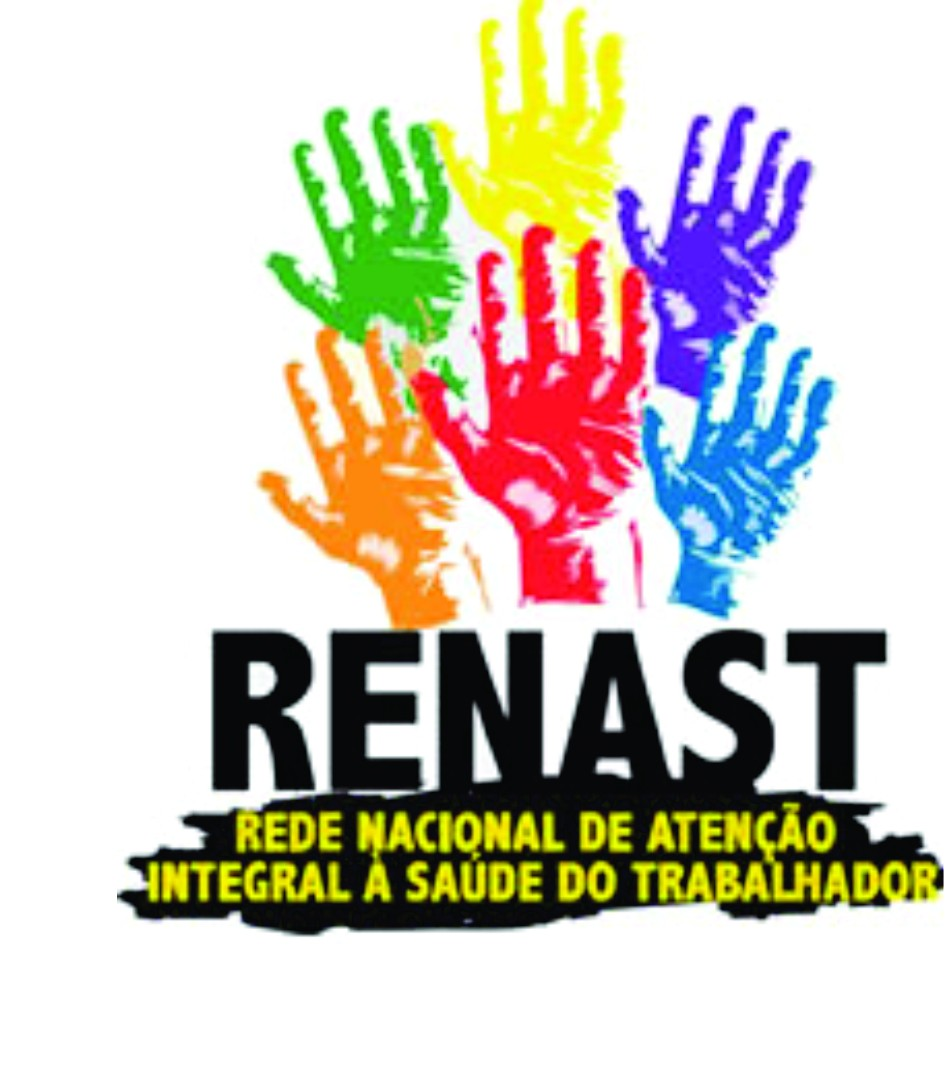 RENAST
REDE NACIONAL DE ATENÇÃO
INTEGRAL À SAÚDE DO TRABALHADOR